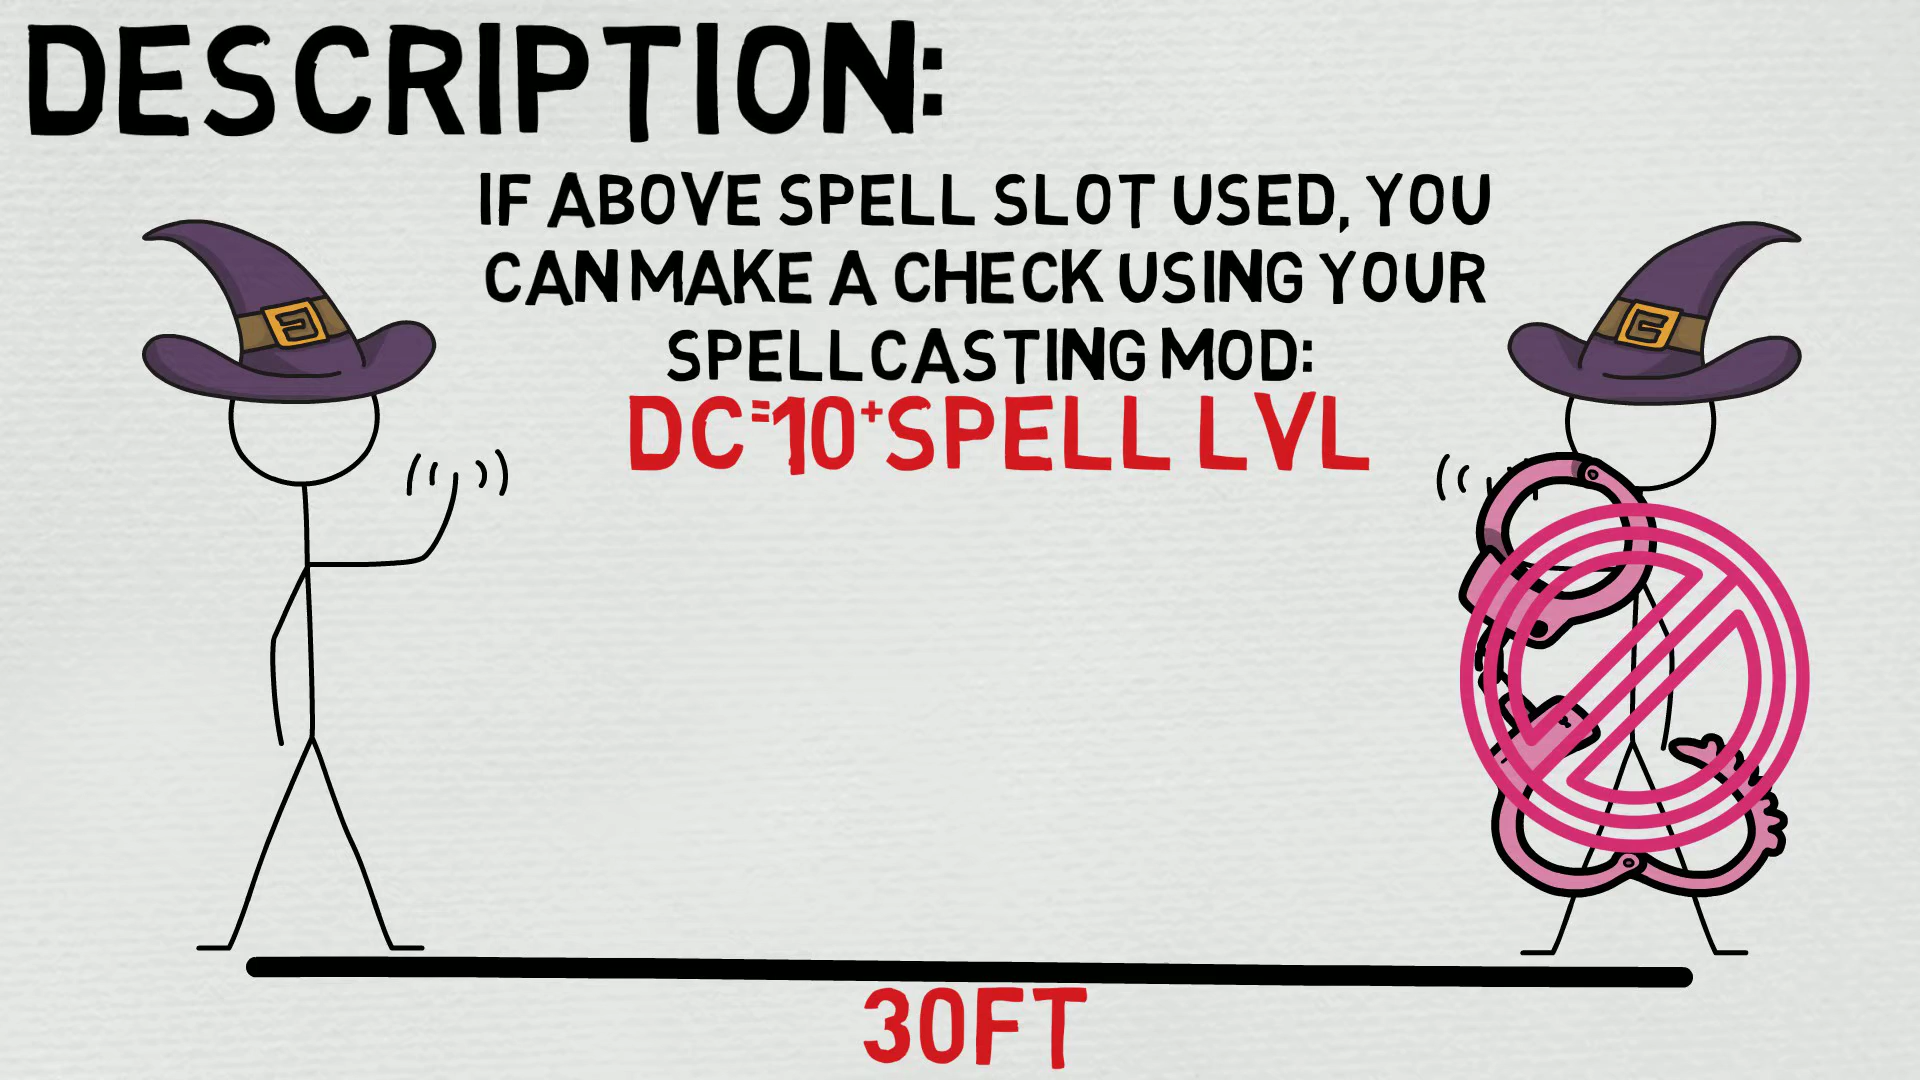 DESCRIPTION:
IF ABOVE SPELL SLOT USED, YOU
CAN MAKE A CHECK USING YOUR
SPELLCASTING MOD:
DC=10+SPELL LVL
30FT